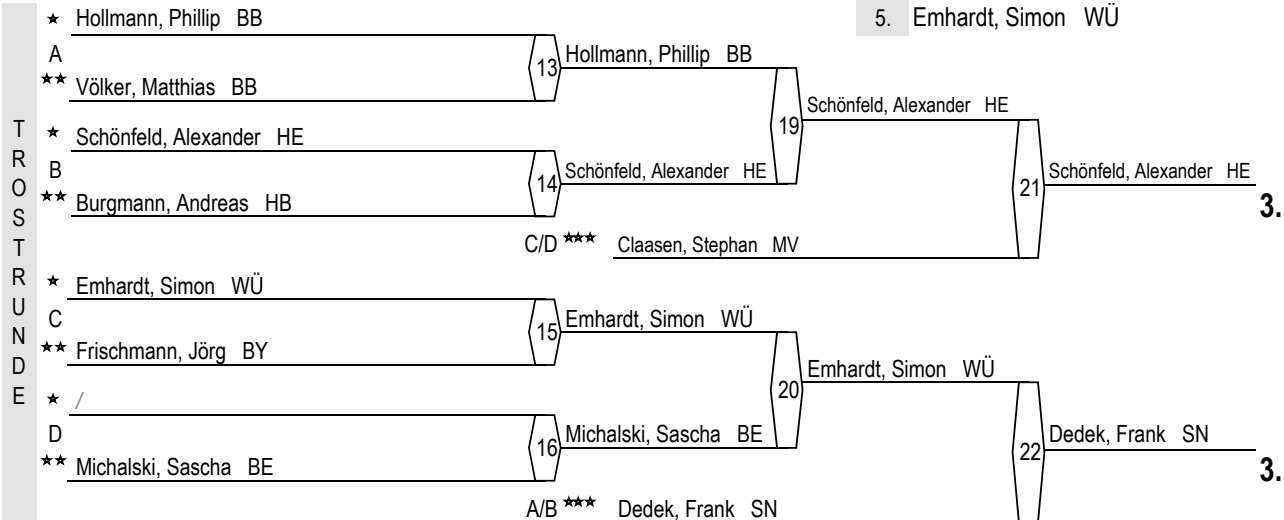 ★ Hollmann, Phillip BB
5. Emhardt, Simon WÜ
A
13 Hollmann, Phillip BB
★★ Völker, Matthias BB
19 Schönfeld, Alexander HE
TROSTRUNDE
★ Schönfeld, Alexander HE
B
14 Schönfeld, Alexander HE
21 Schönfeld, Alexander HE
3.
★★ Burgmann, Andreas HB
C/D ★★★ Claasen, Stephan MV
★ Emhardt, Simon WÜ
C
15 Emhardt, Simon WÜ
★★ Frischmann, Jörg BY
20 Emhardt, Simon WÜ
★ /
D
16 Michalski, Sascha BE
22 Dedek, Frank SN
3.
★★ Michalski, Sascha BE
A/B ★★★ Dedek, Frank SN